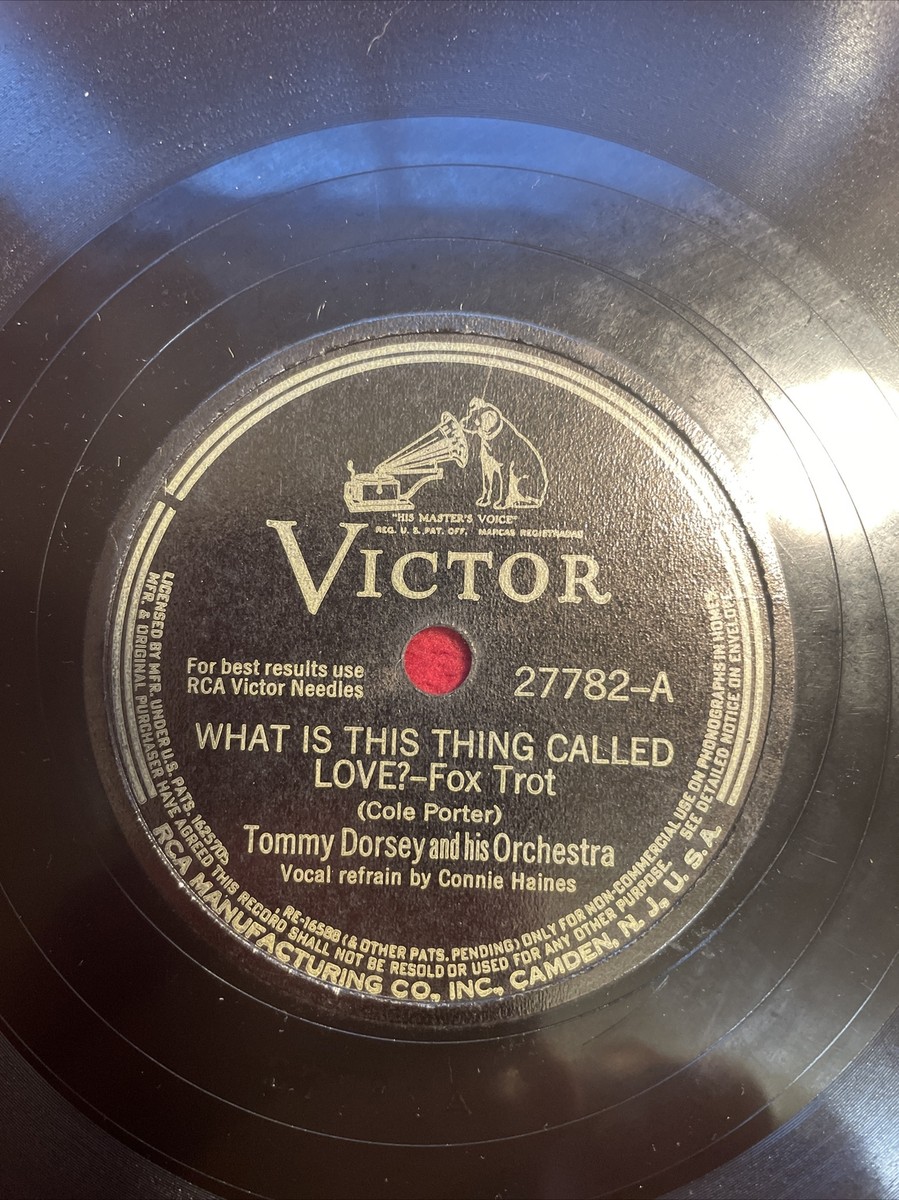 "HIS MASTER'S VOICE"
REG. U. S. PAT. OFF. MARCAS REGISTRADAS
VICTOR
For best results use
RCA Victor Needles
27782-A
WHAT IS THIS THING CALLED
LOVE?-Fox Trot
(Cole Porter)
Tommy Dorsey and his Orchestra
Vocal refrain by Connie Haines
LICENSED BY MFR. UNDER U.S. PATS. 1625705, RE-16588 (& OTHER PATS. PENDING) ONLY FOR NON-COMMERCIAL USE ON PHONOGRAPHS IN HOMES.
MFR. & ORIGINAL PURCHASER HAVE AGREED THIS RECORD SHALL NOT BE RESOLD OR USED FOR ANY OTHER PURPOSE SEE DETAILED NOTICE ON ENVELOPE
RCA MANUFACTURING CO., INC., CAMDEN, N. J., U. S. A.